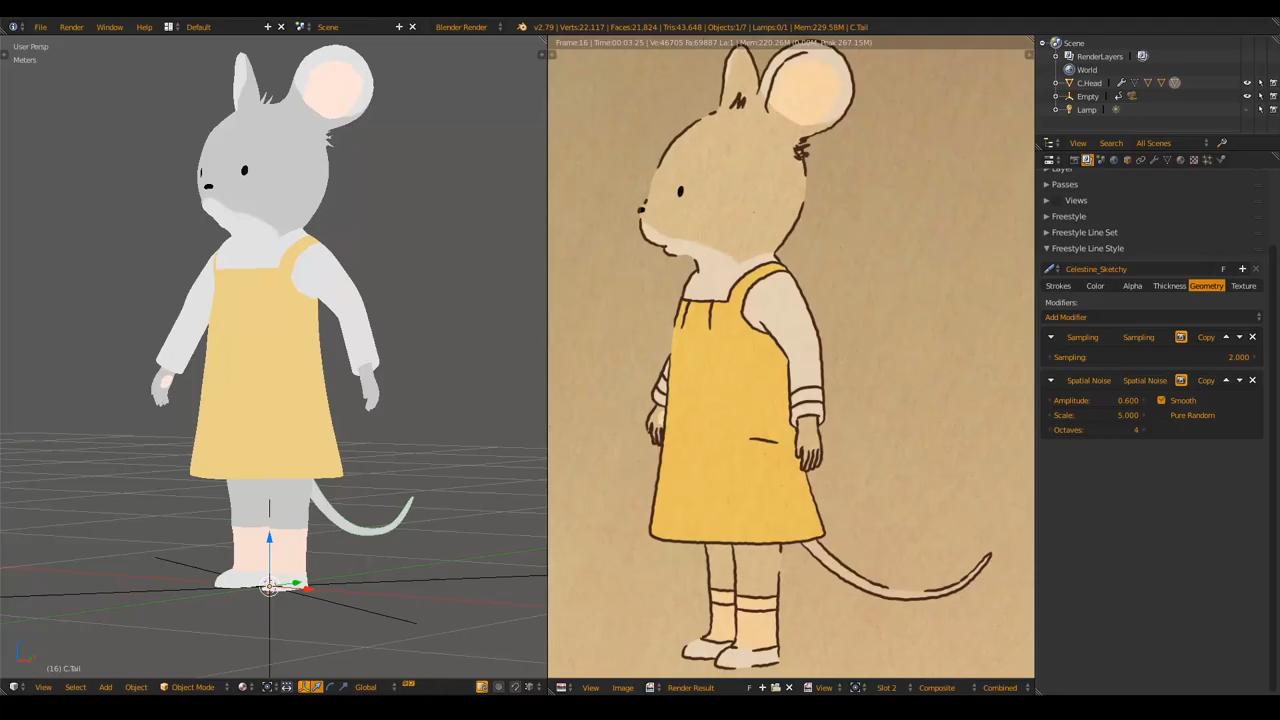 File Render Window Help Default Scene Blender Render v2.79 | Verts:22,117 | Faces:21,824 | Tris:43,648 | Objects:1/7 | Lamps:0/1 | Mem:229.58M | C.Tail
User Persp
Meters
Frame:16 | Time:00:03.25 | Ve:46705 Fa:69887 La:1 | Mem:220.26M (0.00M, Peak 267.15M)
Scene
RenderLayers
World
C.Head
Empty
Lamp
View Search All Scenes
Layer
Passes
Views
Freestyle
Freestyle Line Set
Freestyle Line Style
Celestine_Sketchy F
Strokes Color Alpha Thickness Geometry Texture
Modifiers:
Add Modifier
Sampling Sampling Copy
Sampling: 2.000
Spatial Noise Spatial Noise Copy
Amplitude: 0.600 Smooth
Scale: 5.000 Pure Random
Octaves: 4
(16) C.Tail
View Select Add Object Object Mode Global
View Image Render Result F View Slot 2 Composite Combined